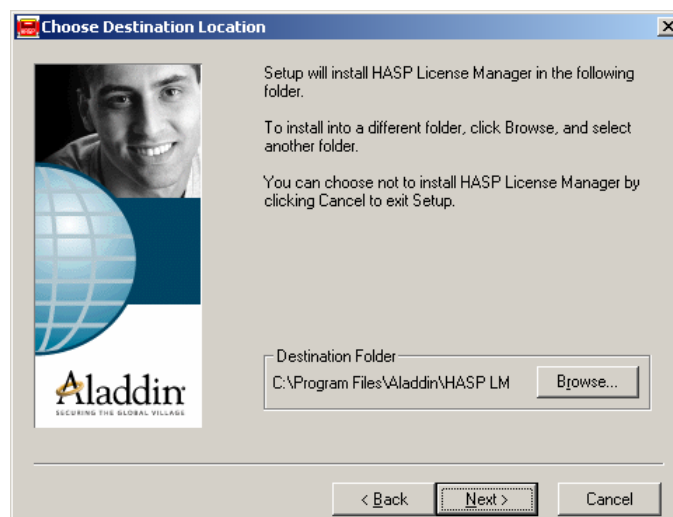 Choose Destination Location
Setup will install HASP License Manager in the following
folder.
To install into a different folder, click Browse, and select
another folder.
You can choose not to install HASP License Manager by
clicking Cancel to exit Setup.
Destination Folder
C:\Program Files\Aladdin\HASP LM
Browse...
Aladdin
SECURING THE GLOBAL VILLAGE
< Back
Next >
Cancel